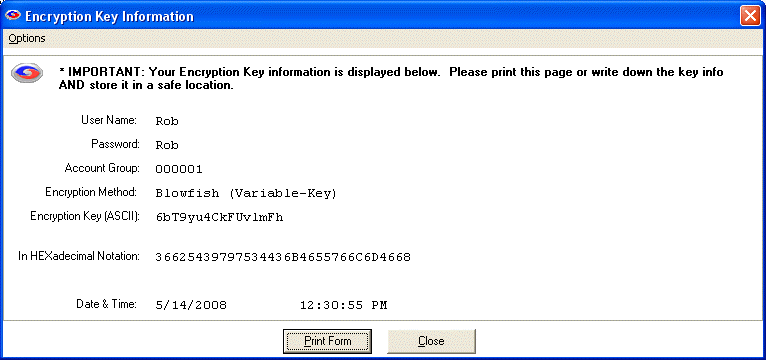 Encryption Key Information
Options
* IMPORTANT: Your Encryption Key information is displayed below. Please print this page or write down the key info
AND store it in a safe location.
User Name: Rob
Password: Rob
Account Group: 000001
Encryption Method: Blowfish (Variable-Key)
Encryption Key (ASCII): 6bT9yu4CkFUvlmFh
In HEXadecimal Notation: 36625439797534436B4655766C6D4668
Date & Time: 5/14/2008 12:30:55 PM
Print Form Close